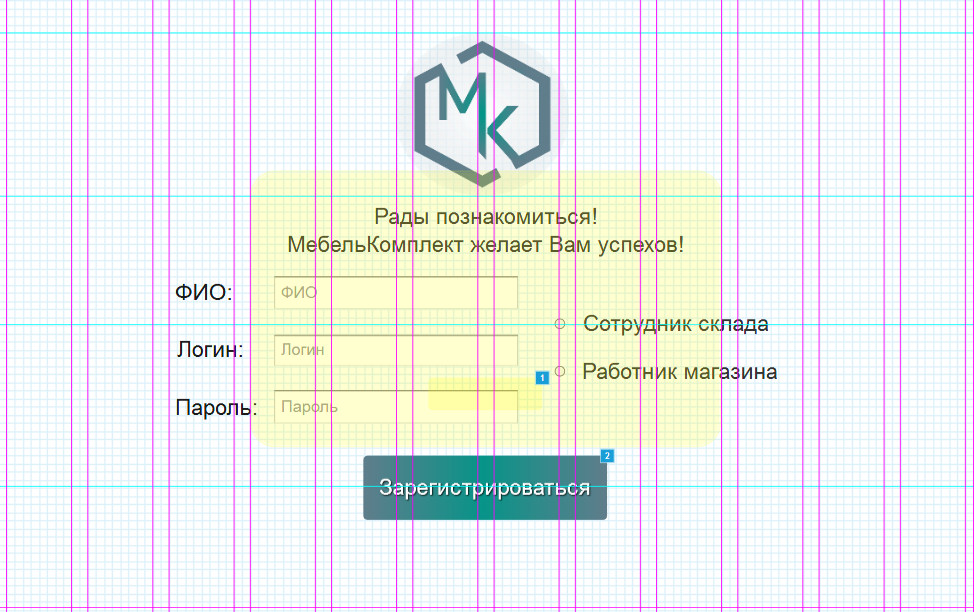 МК
Рады познакомиться!
МебельКомплект желает Вам успехов!
ФИО:
ФИО
Сотрудник склада
Логин:
Логин
Работник магазина
1
Пароль:
Пароль
2
Зарегистрироваться